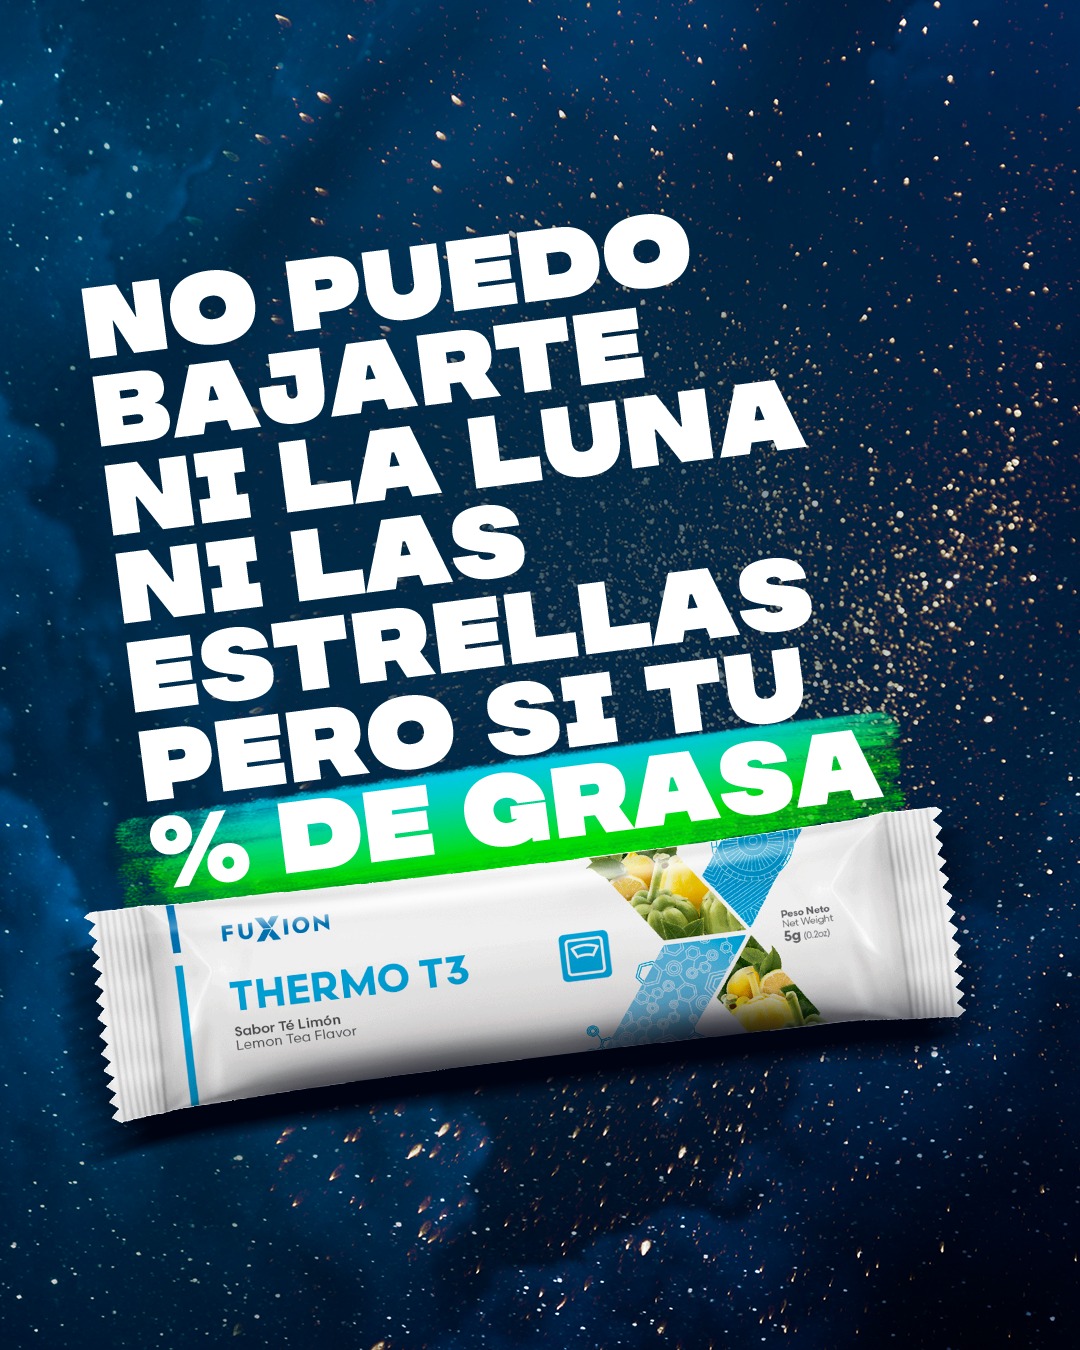 NO PUEDO
BAJARTE
NI LA LUNA
NI LAS
ESTRELLAS
PERO SI TU
% DE GRASA
FUXION
THERMO T3
Sabor Té Limón
Lemon Tea Flavor
Peso Neto
Net Weight
5g (0.2oz)